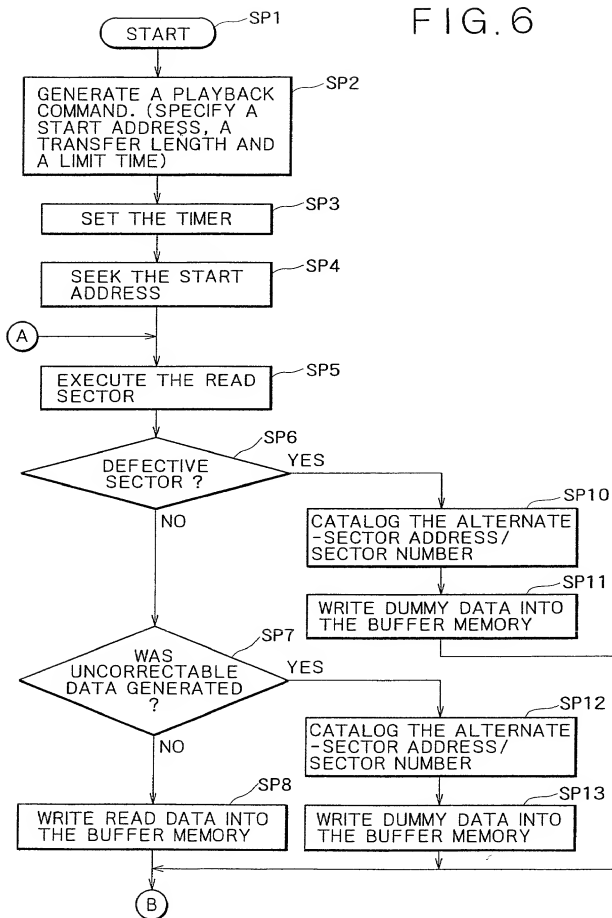 FIG.6
START
SP1
GENERATE A PLAYBACK
COMMAND. (SPECIFY A
START ADDRESS, A
TRANSFER LENGTH AND
A LIMIT TIME)
SP2
SET THE TIMER
SP3
SEEK THE START
ADDRESS
SP4
A
EXECUTE THE READ
SECTOR
SP5
DEFECTIVE
SECTOR ?
SP6
YES
NO
CATALOG THE ALTERNATE
-SECTOR ADDRESS/
SECTOR NUMBER
SP10
WRITE DUMMY DATA INTO
THE BUFFER MEMORY
SP11
WAS
UNCORRECTABLE
DATA GENERATED
?
SP7
YES
NO
CATALOG THE ALTERNATE
-SECTOR ADDRESS/
SECTOR NUMBER
SP12
WRITE READ DATA INTO
THE BUFFER MEMORY
SP8
WRITE DUMMY DATA INTO
THE BUFFER MEMORY
SP13
B